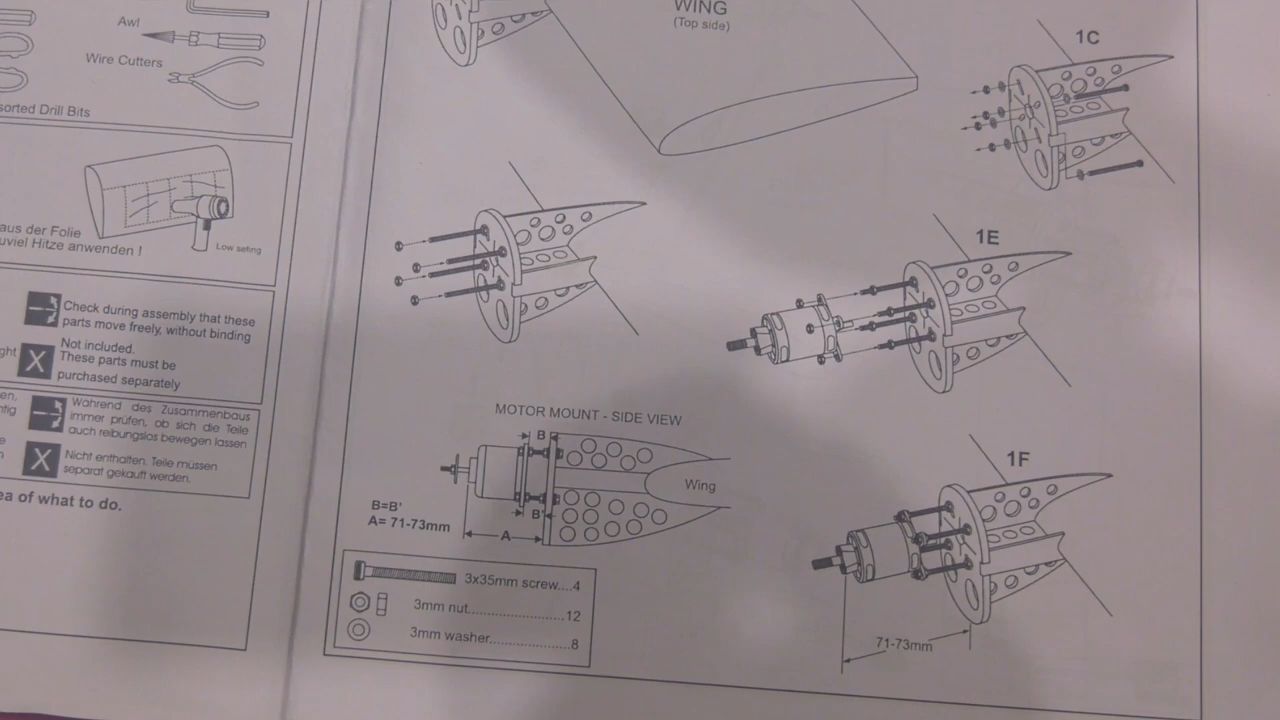 Awl
Wire Cutters
sorted Drill Bits
aus der Folie
uviel Hitze anwenden !
Low seting
Check during assembly that these
parts move freely, without binding
ght
X
Not included.
These parts must be
purchased separately
en,
htig
Während des Zusammenbaus
immer prüfen, ob sich die Teile
auch reibungslos bewegen lassen
e
n
X
Nicht enthalten. Teile müssen
separat gekauft werden.
ea of what to do.
WING
(Top side)
1C
1E
MOTOR MOUNT - SIDE VIEW
B
Wing
B=B'
A= 71-73mm
B'
A
3x35mm screw....4
3mm nut.......................12
3mm washer...................8
1F
71-73mm